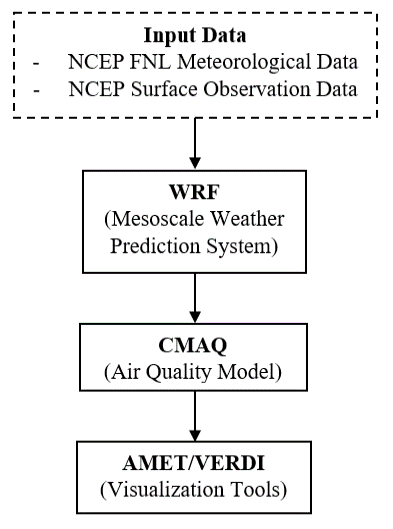 Input Data
- NCEP FNL Meteorological Data
- NCEP Surface Observation Data
WRF
(Mesoscale Weather
Prediction System)
CMAQ
(Air Quality Model)
AMET/VERDI
(Visualization Tools)